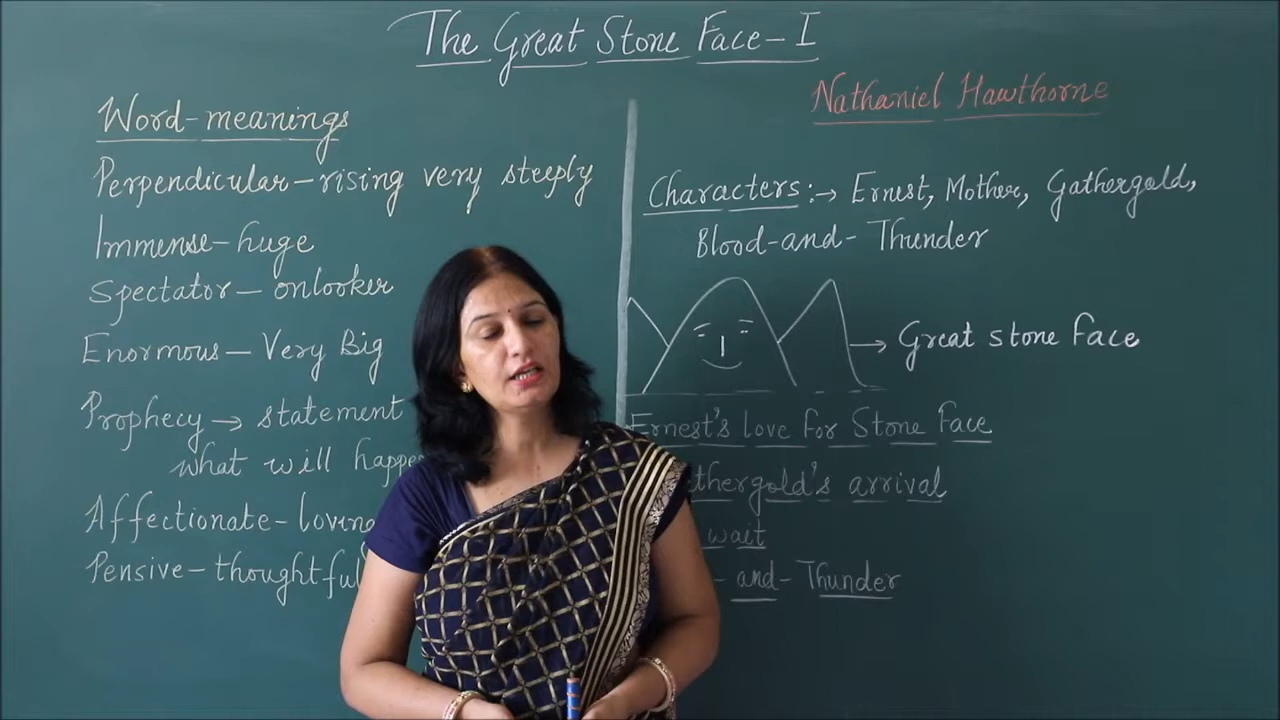 The Great Stone Face-I
Nathaniel Hawthorne
Word-meanings
Perpendicular-rising very steeply
Immense-huge
Spectator-onlooker
Enormous-Very Big
Prophecy→statement
what will
Affectionate-loving
Pensive-thoughtful
Characters:→ Ernest, Mother, Gathergold,
Blood-and-Thunder
→ Great stone face
Ernest's love for Stone Face
arrival
wait
-and-Thunder